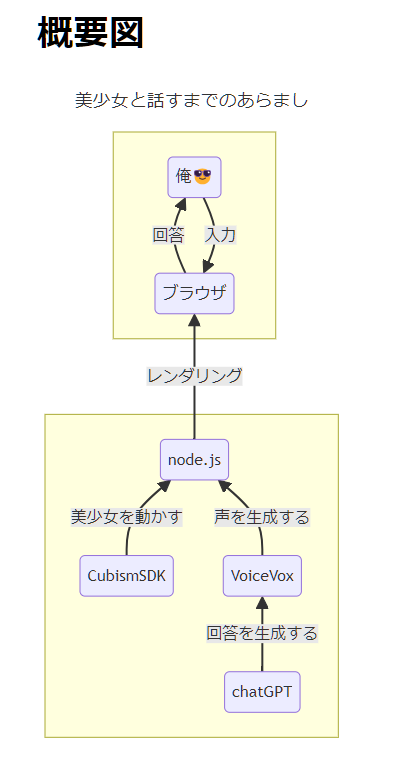 概要図
美少女と話すまでのあらまし
俺😎
回答
入力
ブラウザ
レンダリング
node.js
美少女を動かす
声を生成する
CubismSDK
VoiceVox
回答を生成する
chatGPT